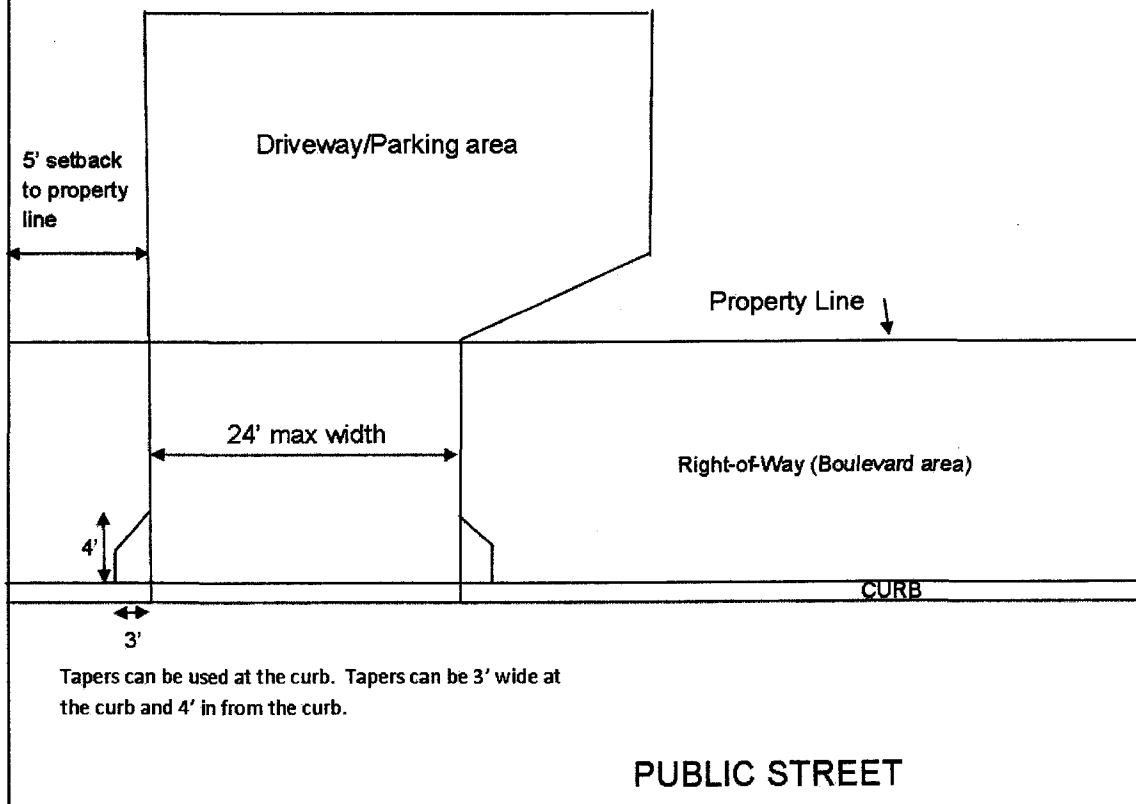 Driveway/Parking area
5' setback
to property
line
Property Line
24' max width
Right-of-Way (Boulevard area)
4'
CURB
3'
Tapers can be used at the curb.  Tapers can be 3' wide at
the curb and 4' in from the curb.
PUBLIC STREET